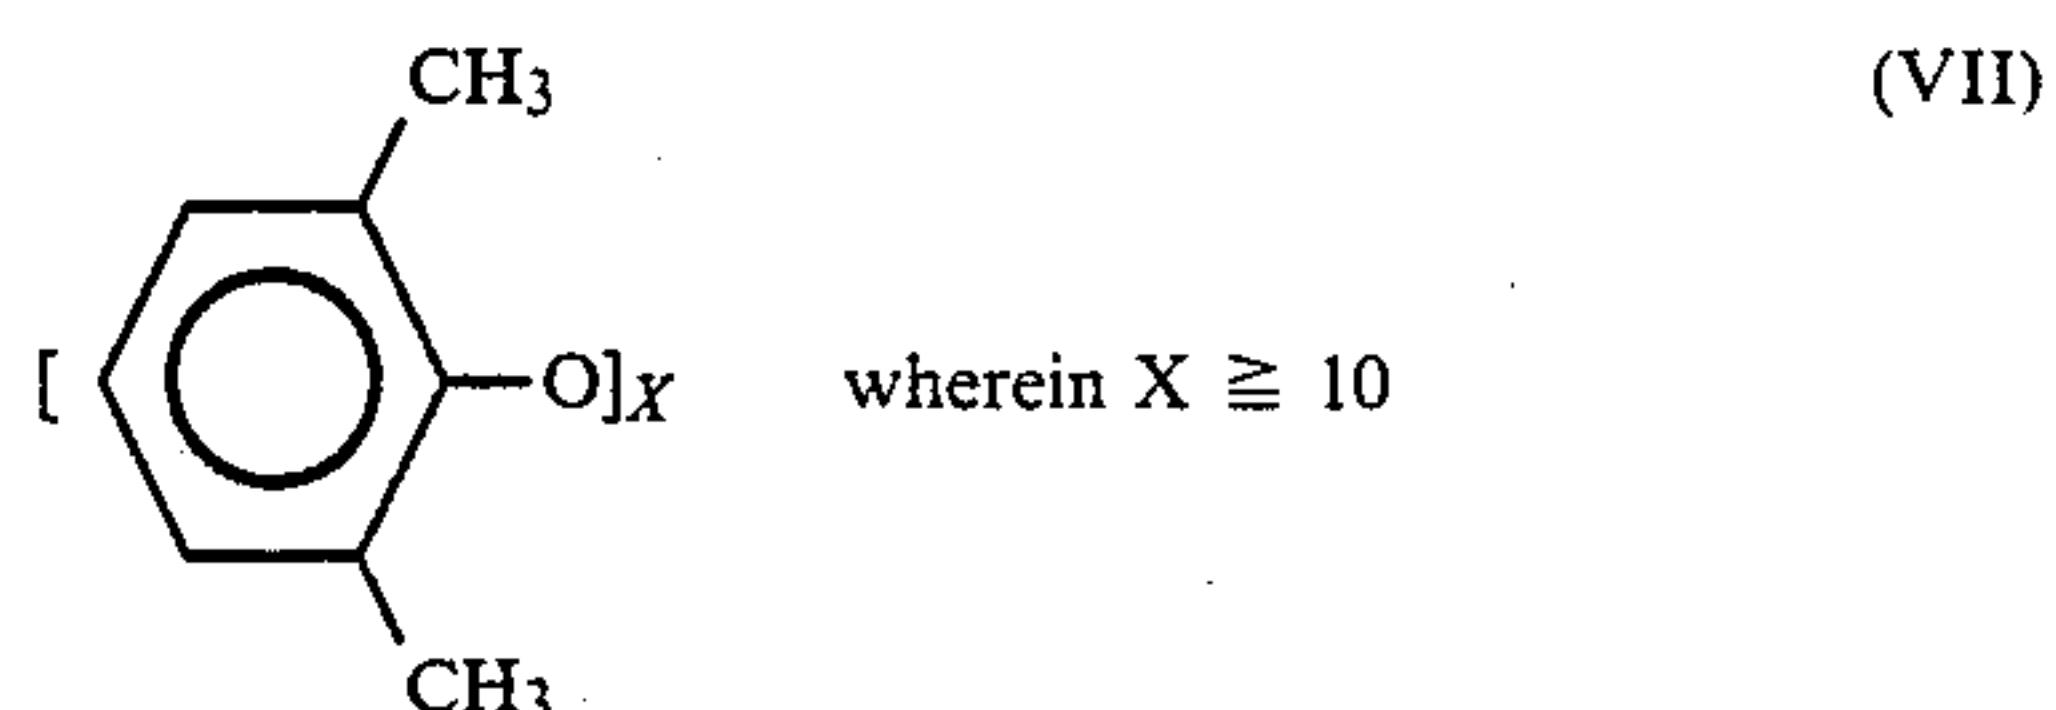 CH3 (VII)
[ O]X wherein X ≧ 10
CH3